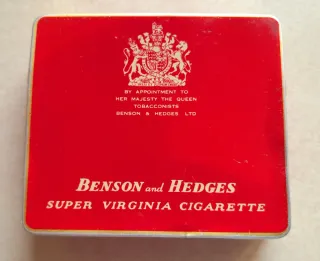 BY APPOINTMENT TO
HER MAJESTY THE QUEEN
TOBACCONISTS
BENSON & HEDGES LTD
BENSON and HEDGES
SUPER VIRGINIA CIGARETTE